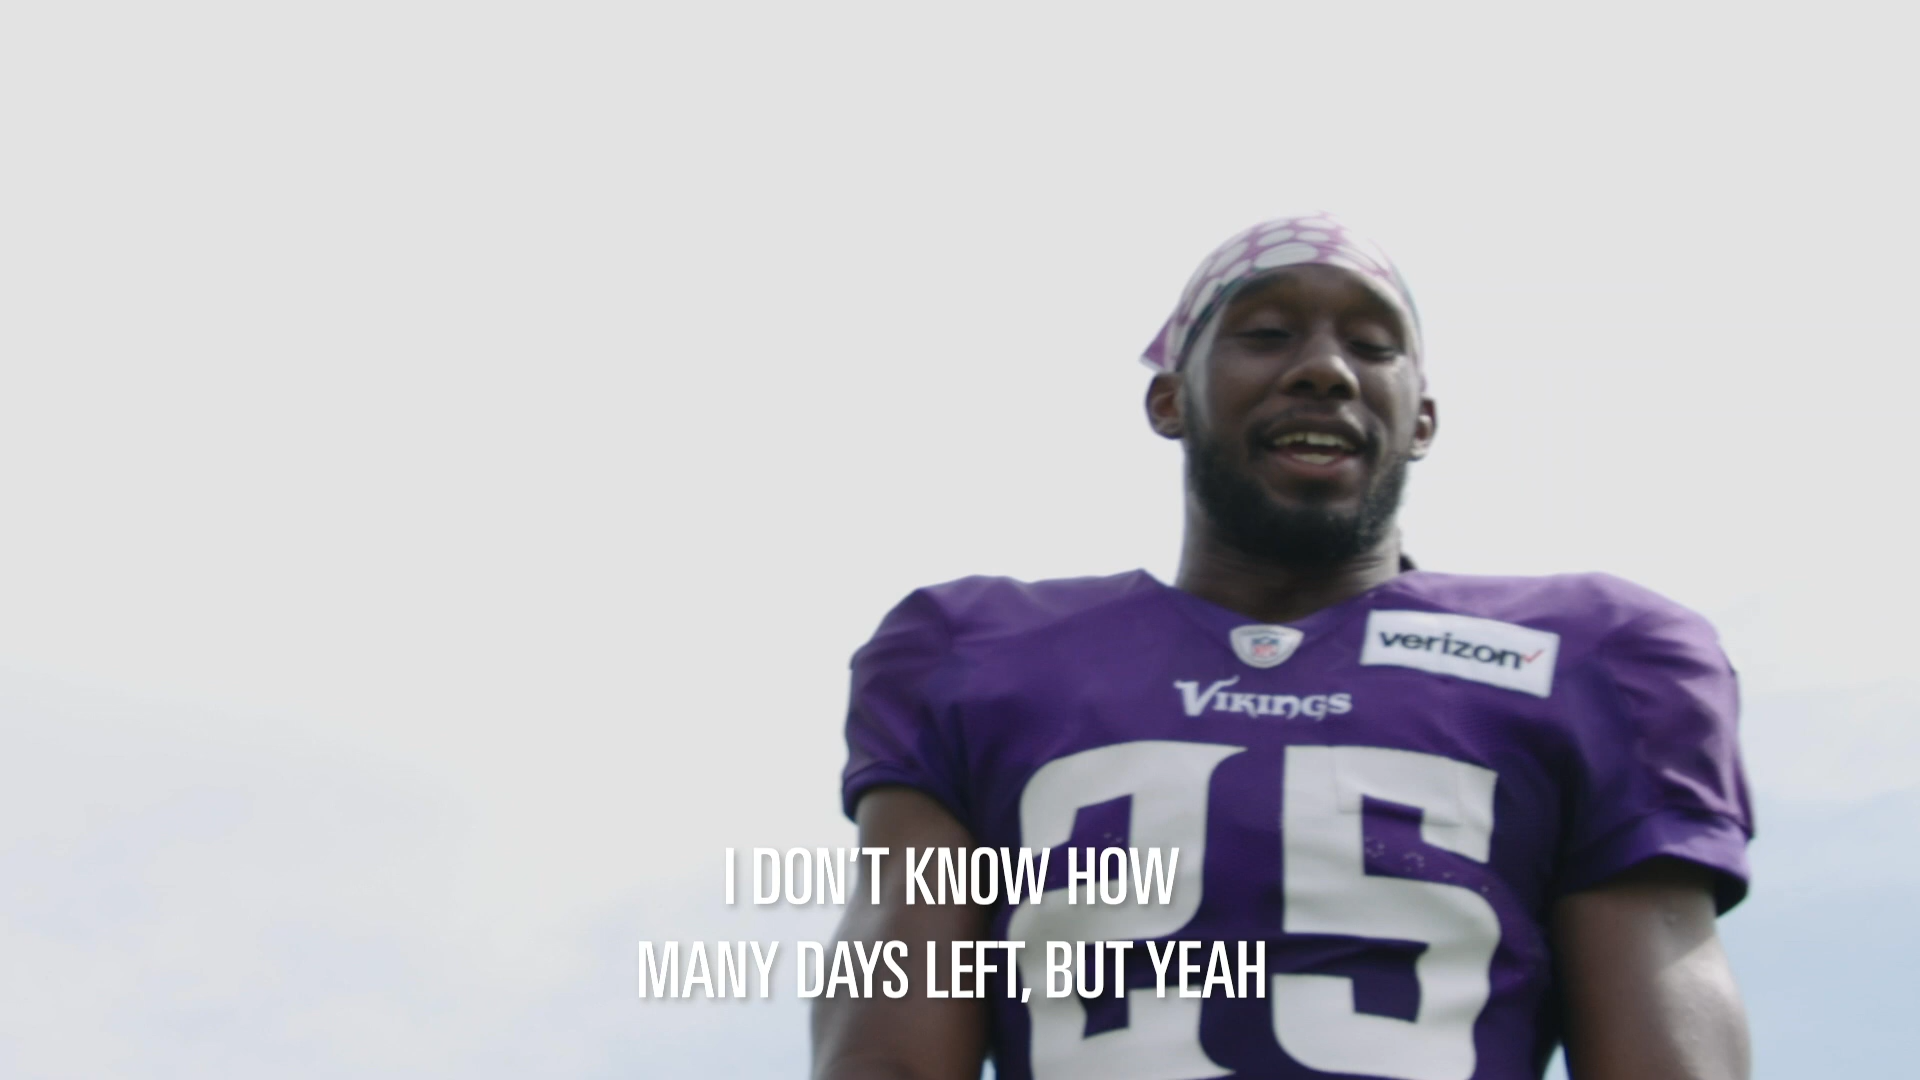 verizon
VIKINGS
25
I DON'T KNOW HOW
MANY DAYS LEFT, BUT YEAH